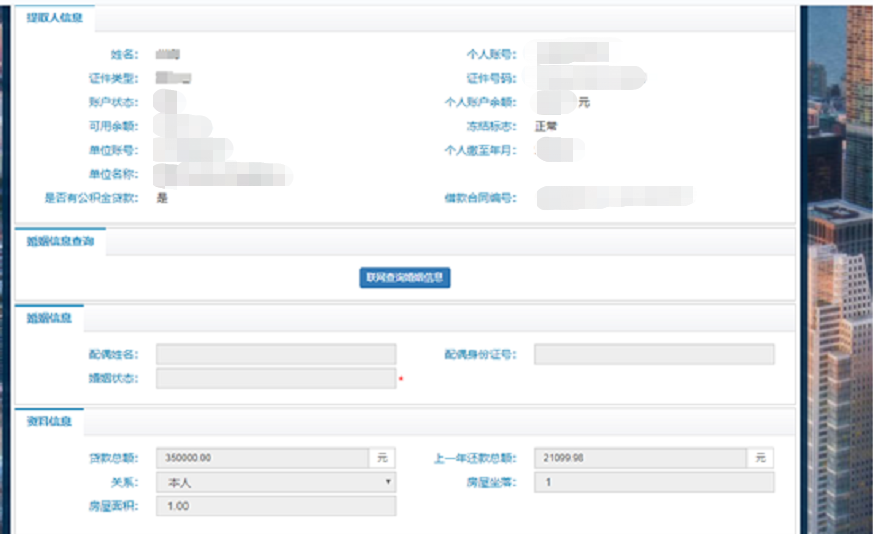 提取人信息
姓名： 个人账号：
证件类型： 证件号码：
账户状态： 个人账户余额： 元
可用余额： 冻结标志： 正常
单位账号： 个人缴至年月：
单位名称：
是否有公积金贷款： 是 借款合同编号：
婚姻信息查询
联网查询婚姻信息
婚姻信息
配偶姓名： 配偶身份证号：
婚姻状态： *
资料信息
贷款总额： 350000.00 元 上一年还款总额： 21099.98 元
关系： 本人 房屋坐落： 1
房屋面积： 1.00